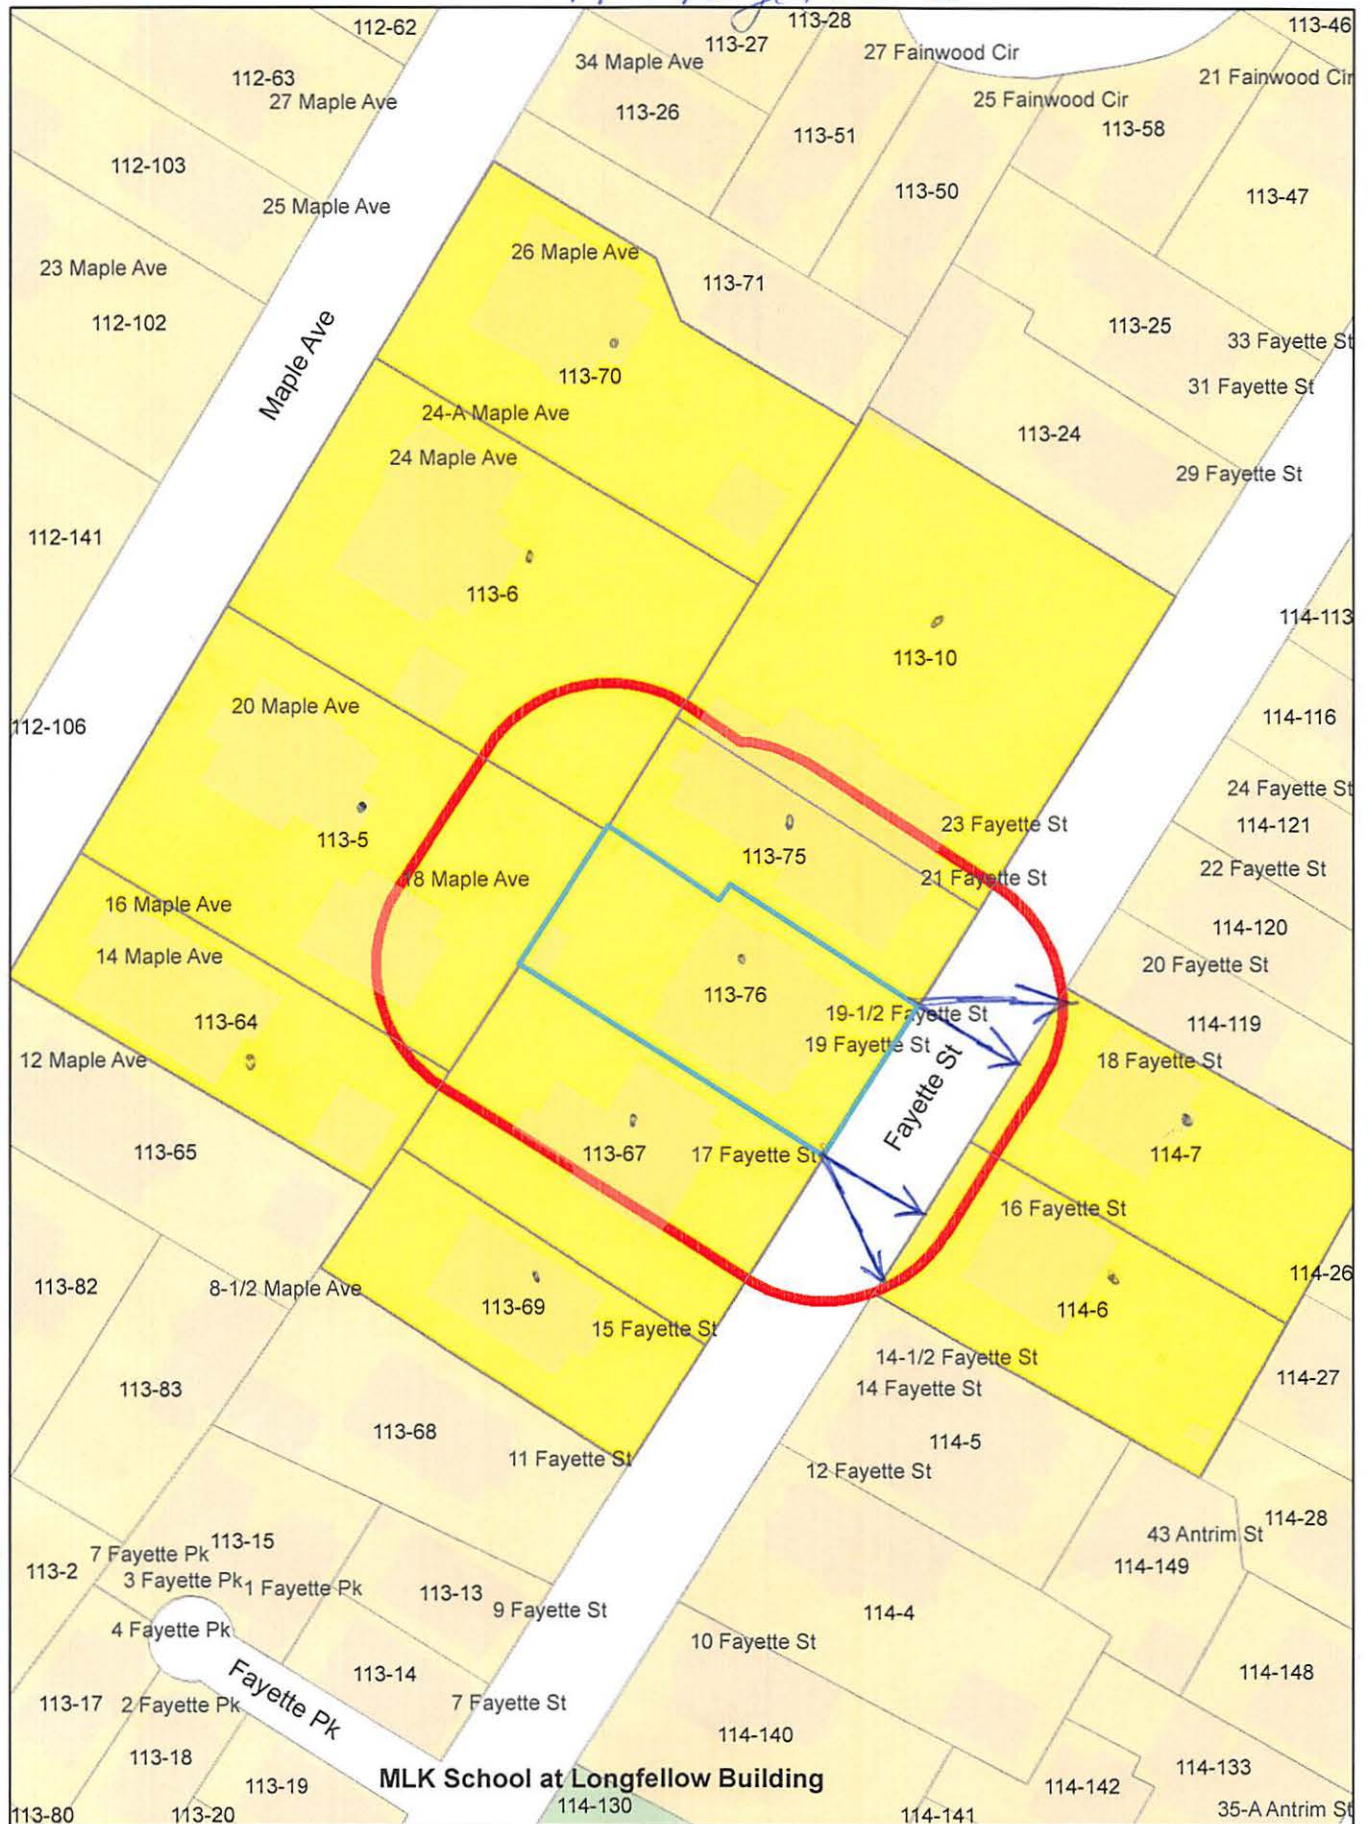 112-62
113-28
113-46
113-27
27 Fainwood Cir
34 Maple Ave
112-63
21 Fainwood Cir
27 Maple Ave
25 Fainwood Cir
113-26
113-51
113-58
112-103
113-50
113-47
25 Maple Ave
26 Maple Ave
23 Maple Ave
113-71
112-102
113-25
33 Fayette St
Maple Ave
113-70
31 Fayette St
24-A Maple Ave
113-24
24 Maple Ave
29 Fayette St
112-141
113-6
114-113
113-10
20 Maple Ave
114-116
112-106
24 Fayette St
23 Fayette St
114-121
113-5
113-75
22 Fayette St
18 Maple Ave
21 Fayette St
16 Maple Ave
114-120
14 Maple Ave
20 Fayette St
113-76
19-1/2 Fayette St
113-64
114-119
19 Fayette St
12 Maple Ave
18 Fayette St
Fayette St
113-65
113-67
17 Fayette St
114-7
16 Fayette St
113-82
8-1/2 Maple Ave
114-26
113-69
114-6
15 Fayette St
14-1/2 Fayette St
114-27
113-83
14 Fayette St
113-68
114-5
11 Fayette St
12 Fayette St
114-28
43 Antrim St
113-15
7 Fayette Pk
114-149
113-2
3 Fayette Pk
1 Fayette Pk
113-13
9 Fayette St
114-4
4 Fayette Pk
10 Fayette St
113-14
114-148
Fayette Pk
113-17
2 Fayette Pk
7 Fayette St
114-140
113-18
114-133
MLK School at Longfellow Building
113-19
114-142
114-130
35-A Antrim St
113-80
113-20
114-141